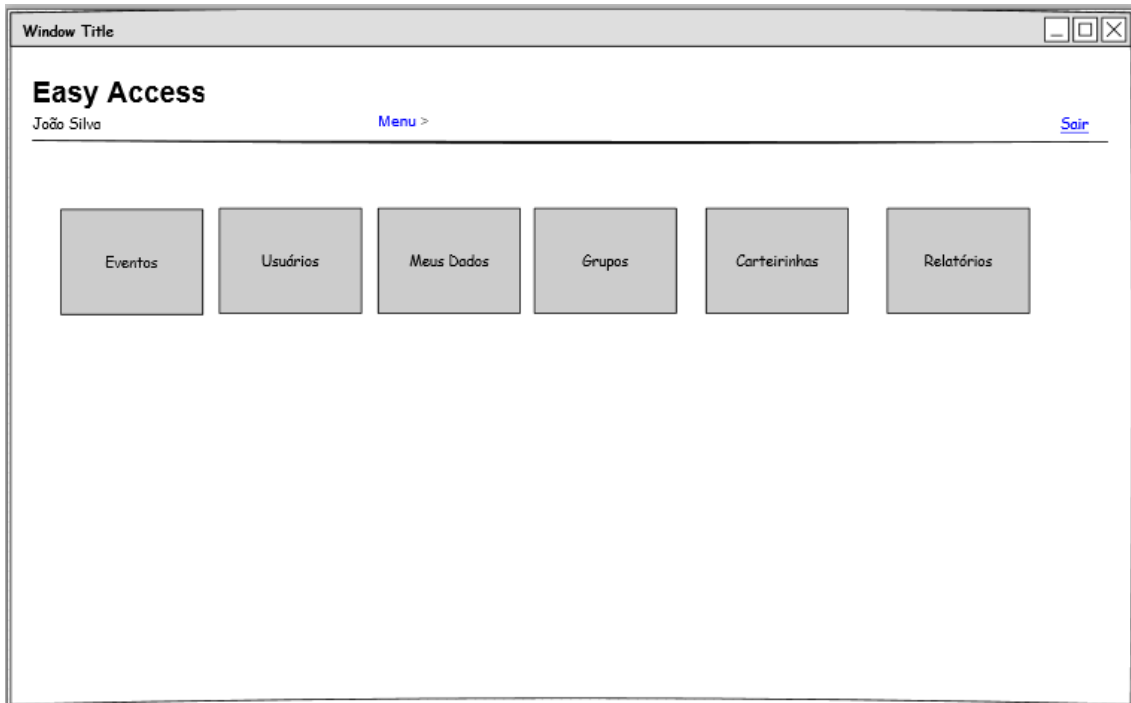 Window Title
Easy Access
João Silva
Menu >
Sair
Eventos
Usuários
Meus Dados
Grupos
Carteirinhas
Relatórios